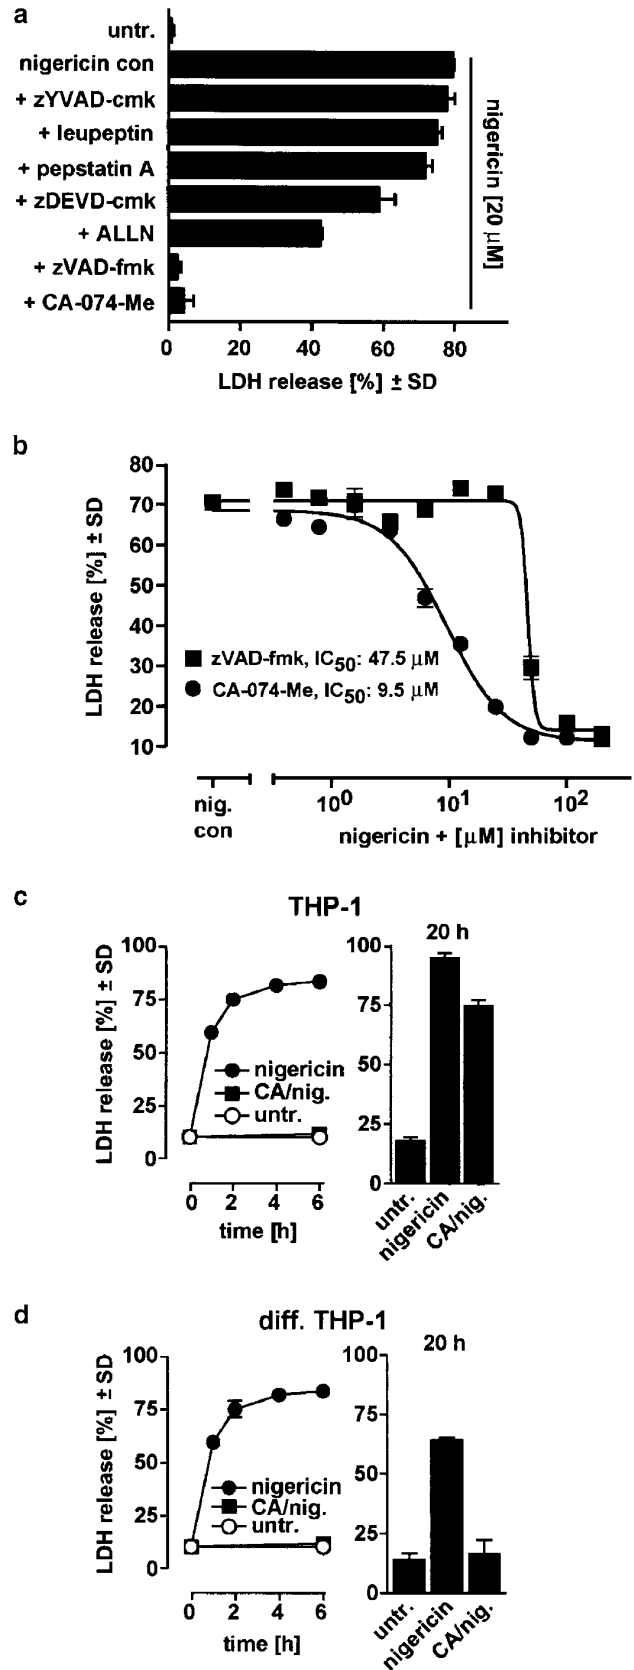 a
untr.
nigericin con
+ zYVAD-cmk
+ leupeptin
+ pepstatin A
+ zDEVD-cmk
+ ALLN
+ zVAD-fmk
+ CA-074-Me
nigericin [20 µM]
0 20 40 60 80
LDH release [%] ± SD
b
80
70
60
50
40
30
20
10
LDH release [%] ± SD
zVAD-fmk, IC50: 47.5 µM
CA-074-Me, IC50: 9.5 µM
nig.
con
10^0 10^1 10^2
nigericin + [µM] inhibitor
c
THP-1
100
75
50
25
0
LDH release [%] ± SD
nigericin
CA/nig.
untr.
0 2 4 6
time [h]
20 h
100
75
50
25
0
untr.
nigericin
CA/nig.
d
diff. THP-1
100
75
50
25
0
LDH release [%] ± SD
nigericin
CA/nig.
untr.
0 2 4 6
time [h]
20 h
100
75
50
25
0
untr.
nigericin
CA/nig.